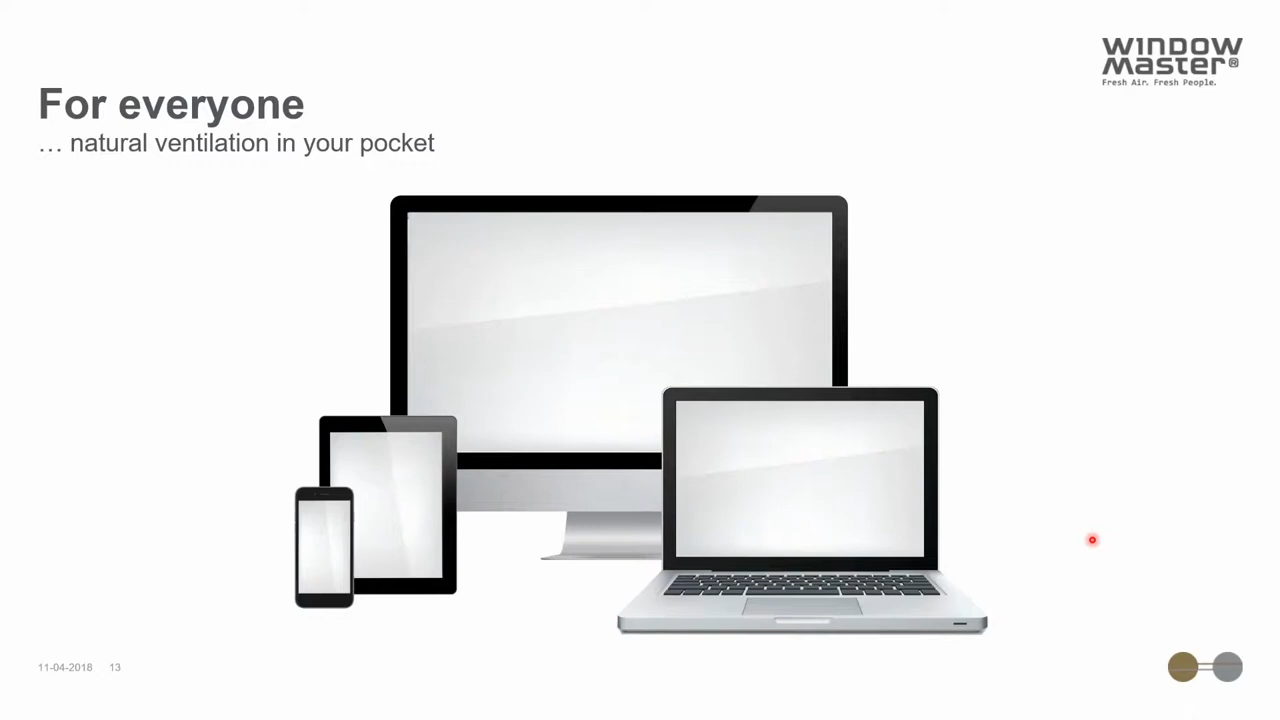 WINDOW
Master®
Fresh Air. Fresh People.
For everyone
... natural ventilation in your pocket
11-04-2018 13